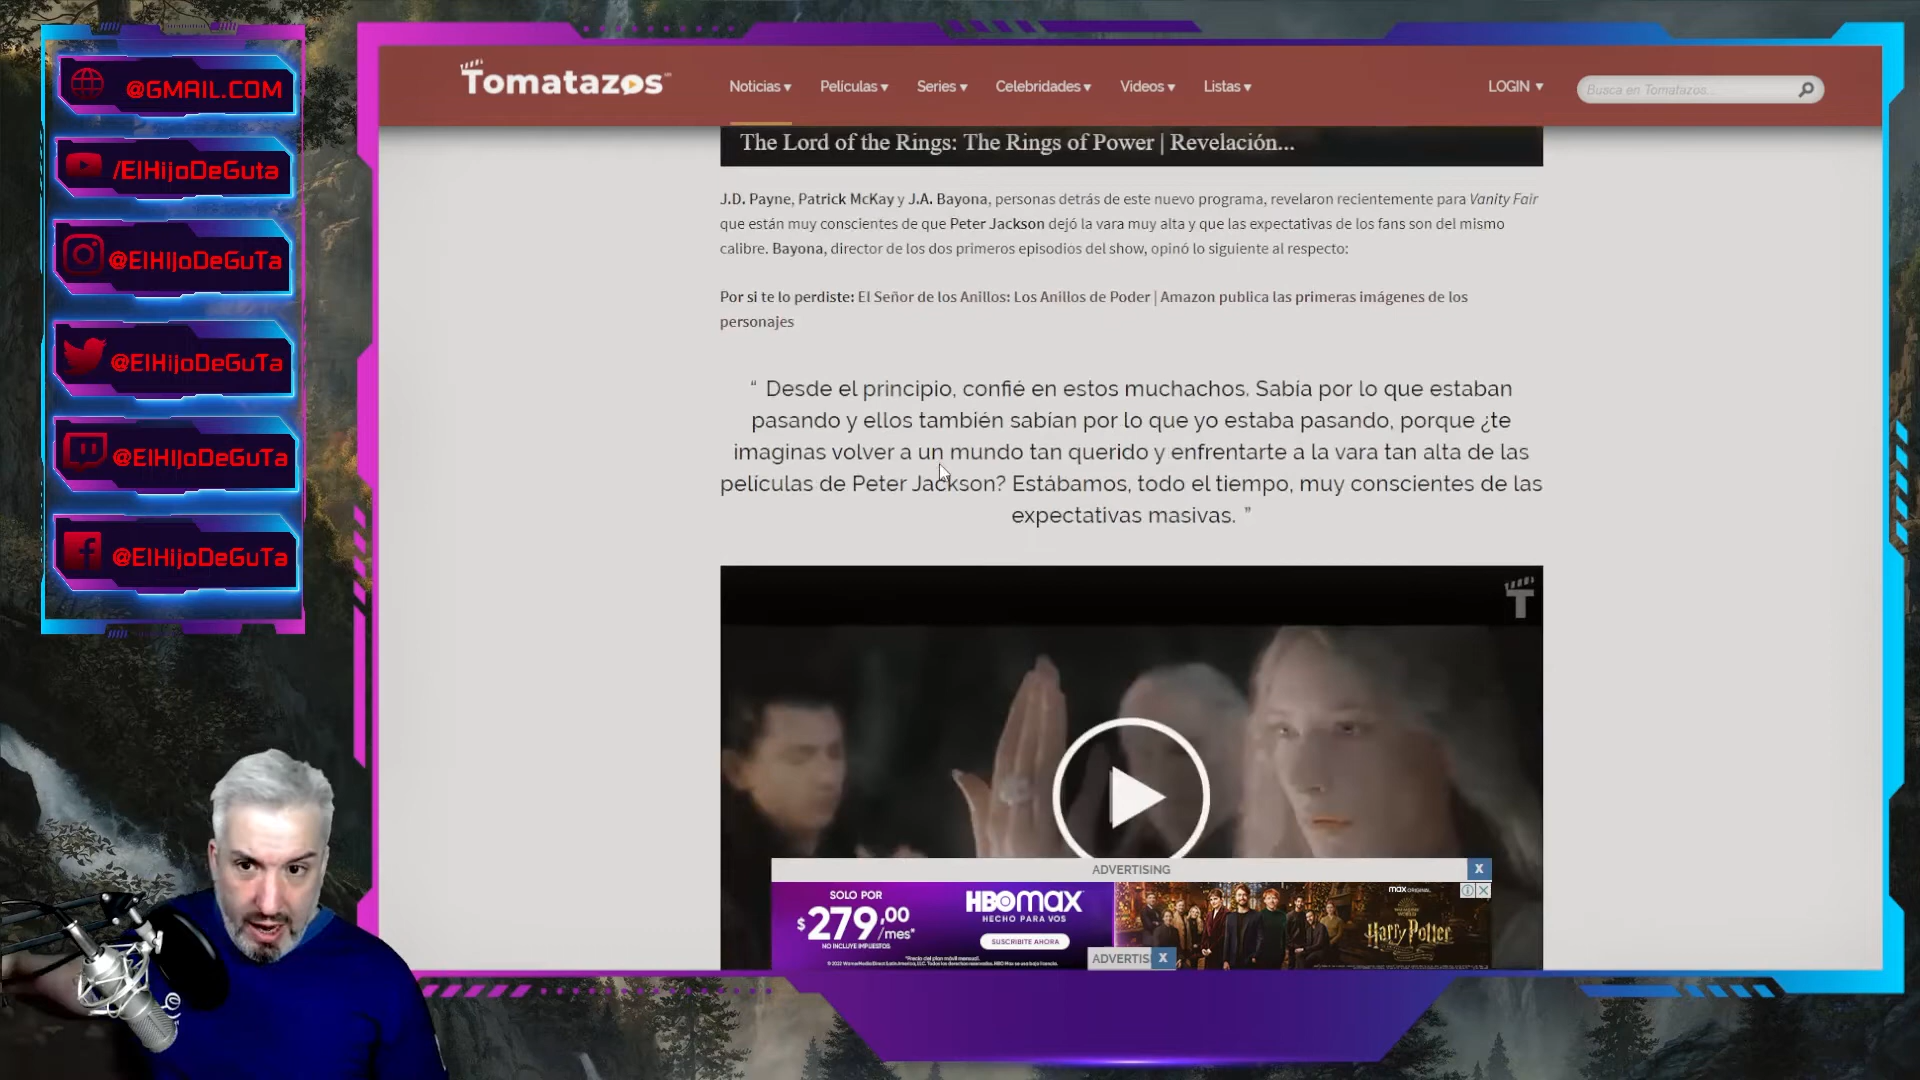 @GMAIL.COM
/ElHijoDeGuta
@ElHiJoDeGuTa
@ElHijoDeGuTa
@ElHIjoDeGuTa
@ElHijoDeGuTa
Tomatazos
Noticias Películas Series Celebridades Videos Listas LOGIN Busca en Tomatazos...
The Lord of the Rings: The Rings of Power | Revelación...
J.D. Payne, Patrick McKay y J.A. Bayona, personas detrás de este nuevo programa, revelaron recientemente para Vanity Fair
que están muy conscientes de que Peter Jackson dejó la vara muy alta y que las expectativas de los fans son del mismo
calibre. Bayona, director de los dos primeros episodios del show, opinó lo siguiente al respecto:
Por si te lo perdiste: El Señor de los Anillos: Los Anillos de Poder | Amazon publica las primeras imágenes de los
personajes
“ Desde el principio, confié en estos muchachos. Sabía por lo que estaban
pasando y ellos también sabían por lo que yo estaba pasando, porque ¿te
imaginas volver a un mundo tan querido y enfrentarte a la vara tan alta de las
películas de Peter Jackson? Estábamos, todo el tiempo, muy conscientes de las
expectativas masivas. ”
T
ADVERTISING X
SOLO POR
$279,00
/mes*
NO INCLUYE IMPUESTOS.
HBOMAX
HECHO PARA VOS
SUSCRIBITE AHORA
max ORIGINAL
Harry Potter
ADVERTIS X